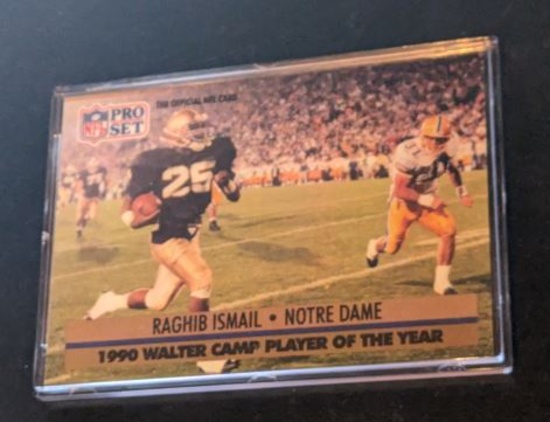 THE OFFICIAL NFL CARD
NFL
PRO
SET
25
RAGHIB ISMAIL • NOTRE DAME
1990 WALTER CAMP PLAYER OF THE YEAR